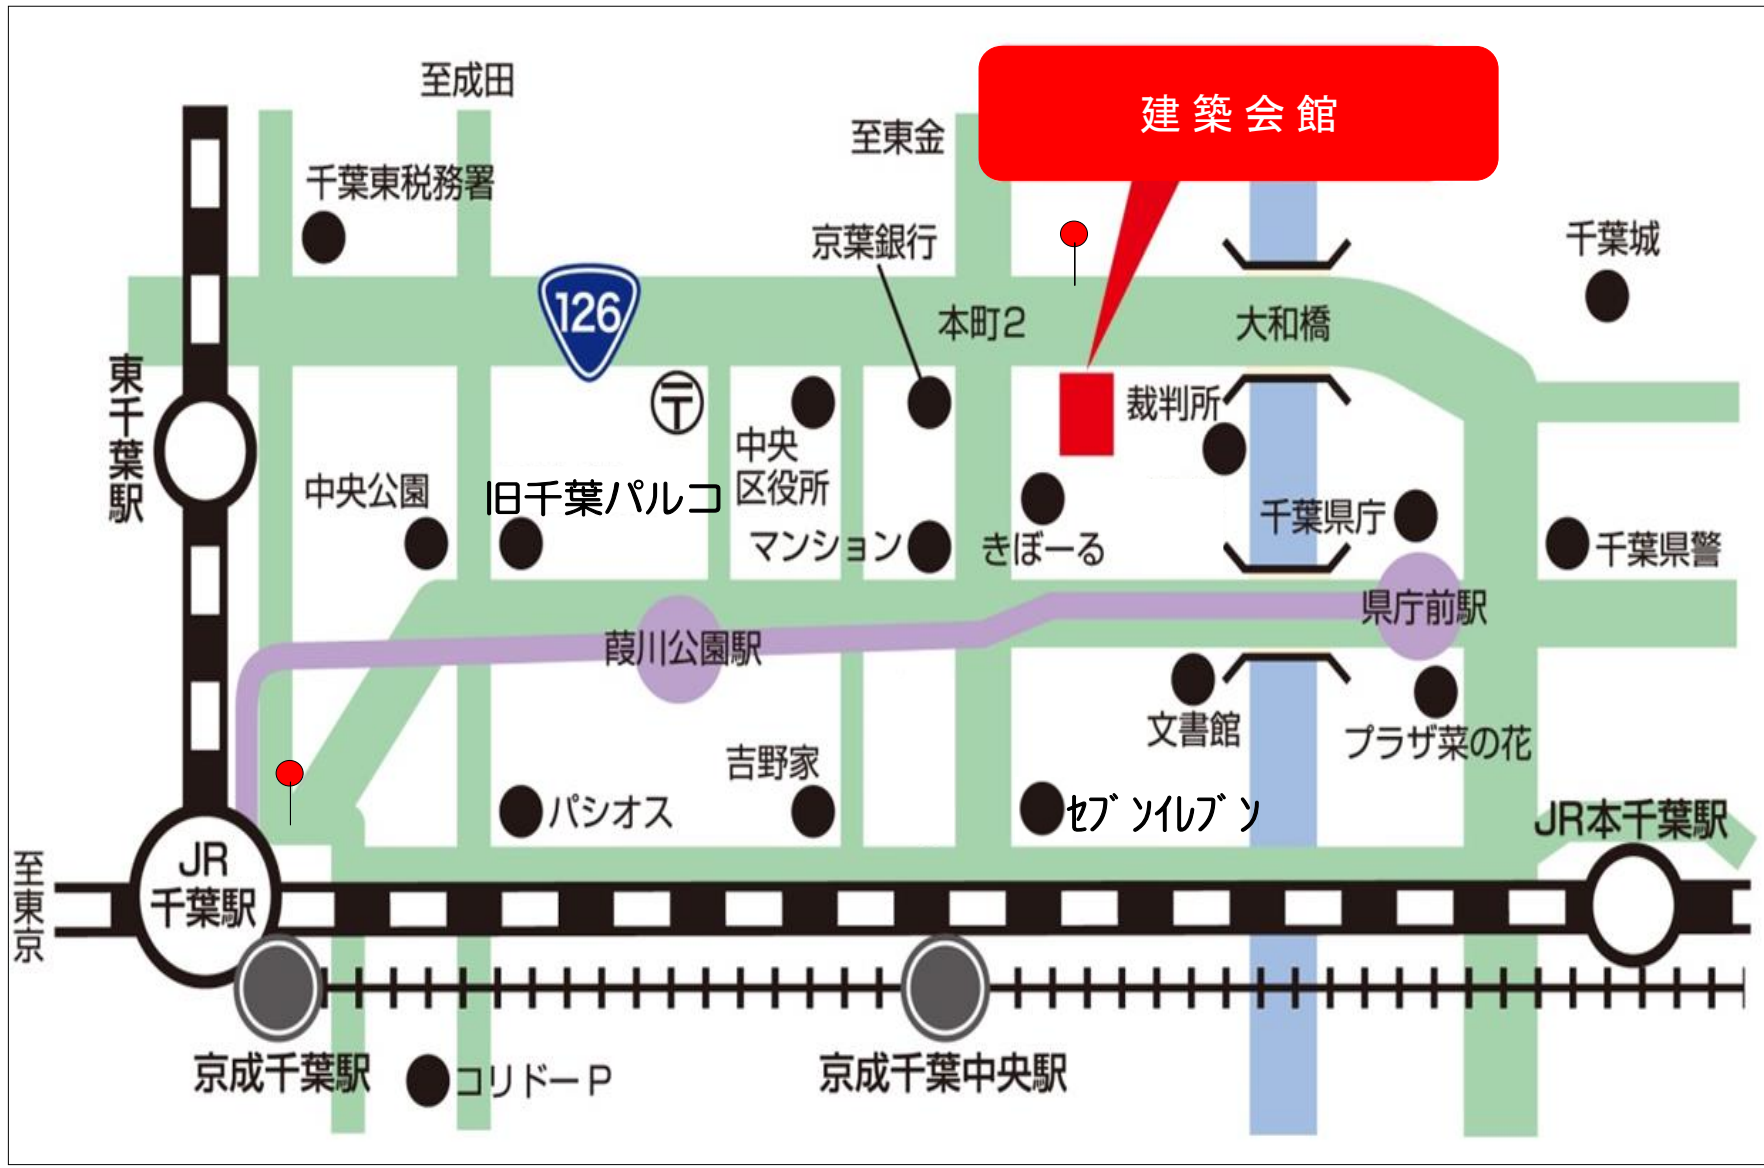 至成田
建築会館
至東金
千葉東税務署
京葉銀行
千葉城
126
本町2
大和橋
東千葉駅
〒
裁判所
中央
区役所
中央公園
旧千葉パルコ
千葉県庁
マンション
きぼーる
千葉県警
県庁前駅
葭川公園駅
文書館
プラザ菜の花
吉野家
パシオス
ｾﾌﾞﾝｲﾚﾌﾞﾝ
JR本千葉駅
JR
千葉駅
至東京
京成千葉駅
コリドーP
京成千葉中央駅